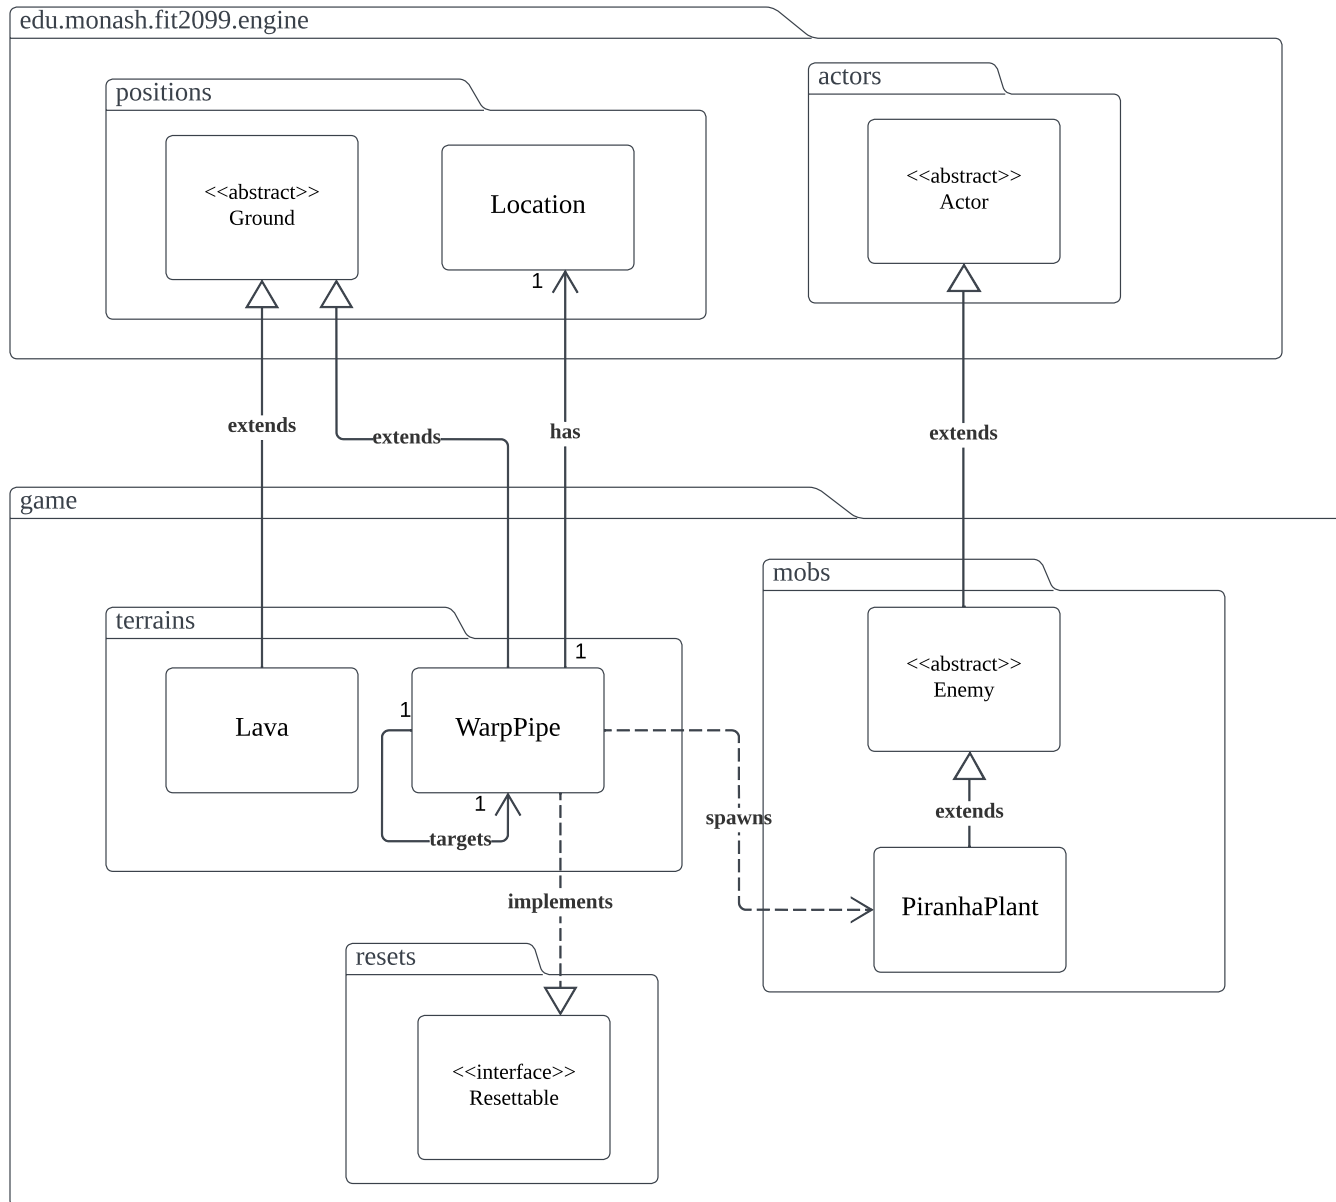 edu.monash.fit2099.engine
positions
actors
<<abstract>>
Ground
Location
<<abstract>>
Actor
1
extends
extends
has
extends
game
mobs
terrains
1
<<abstract>>
Enemy
Lava
1
WarpPipe
1
targets
spawns
extends
implements
PiranhaPlant
resets
<<interface>>
Resettable